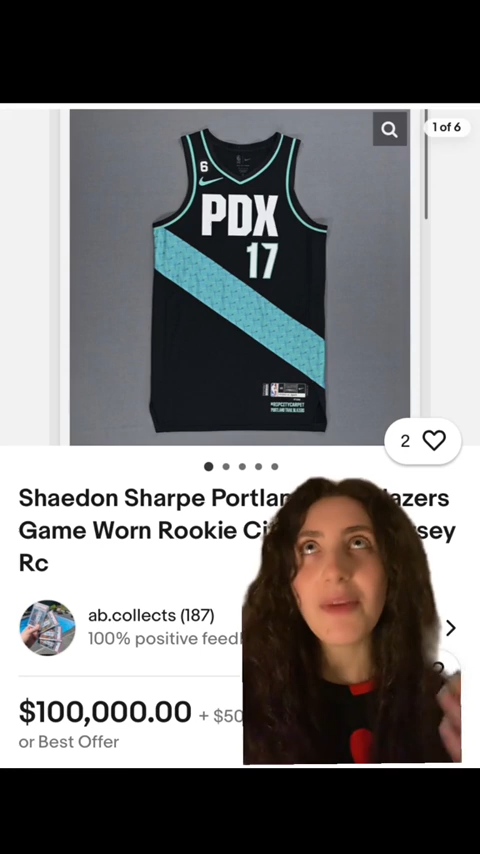 1 of 6
6
PDX
17
2
Shaedon Sharpe Portlan azers
Game Worn Rookie Ci sey
Rc
ab.collects (187)
100% positive feed
$100,000.00 + $50
or Best Offer